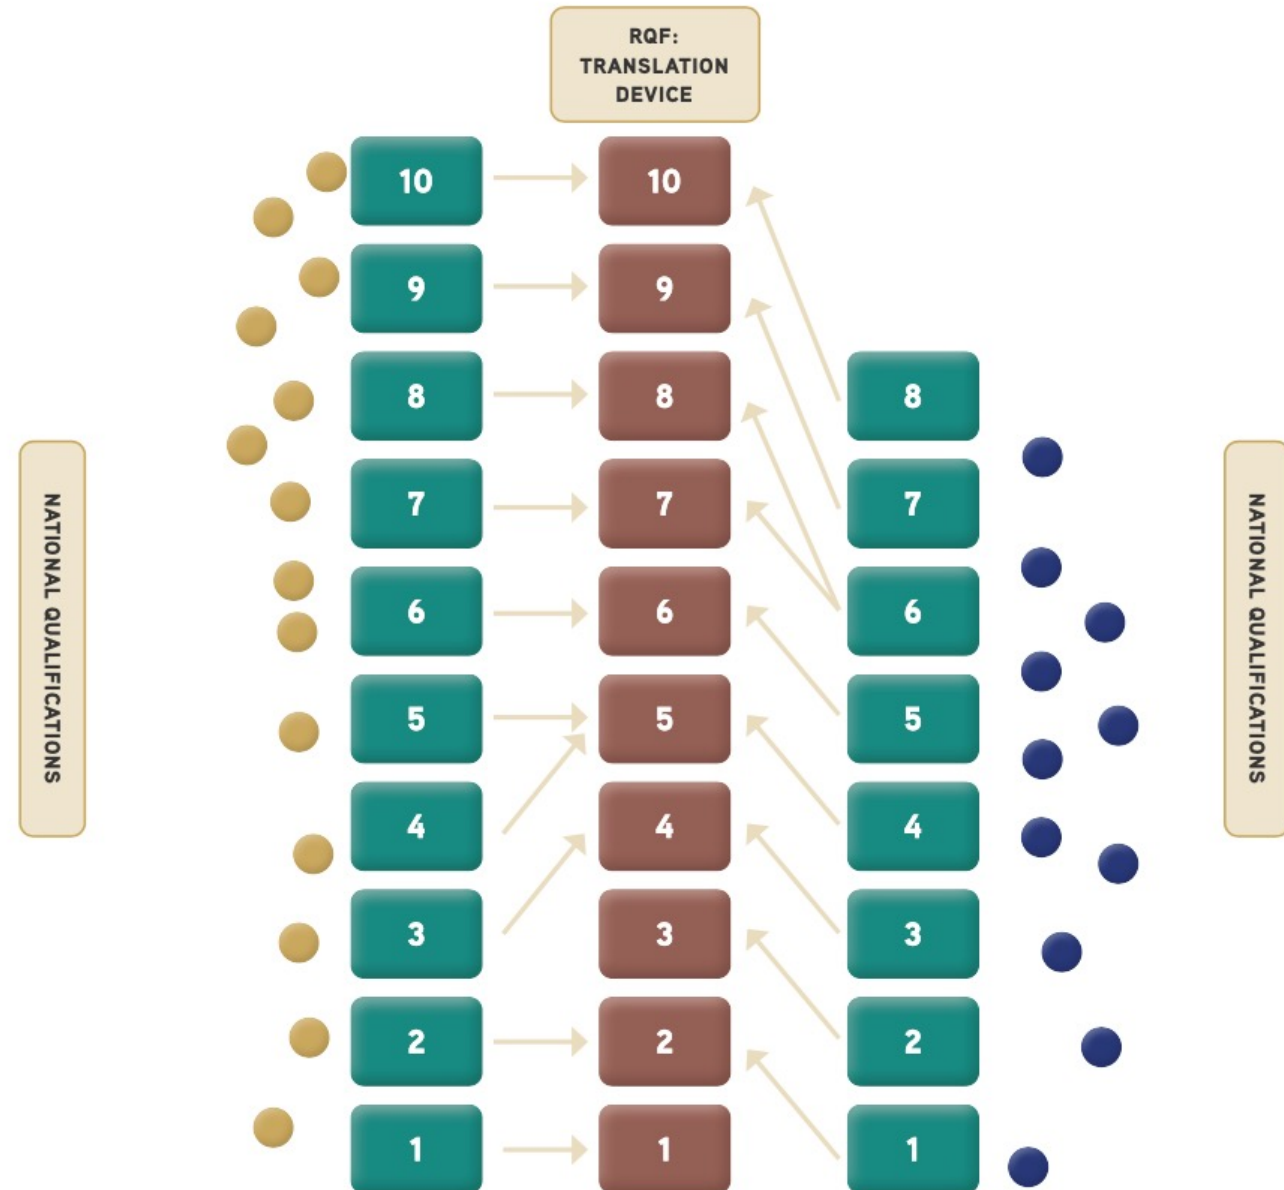 RQF:
TRANSLATION
DEVICE
10 10
9 9
8 8 8
7 7 7
6 6 6
5 5 5
4 4 4
3 3 3
2 2 2
1 1 1
NATIONAL QUALIFICATIONS
NATIONAL QUALIFICATIONS